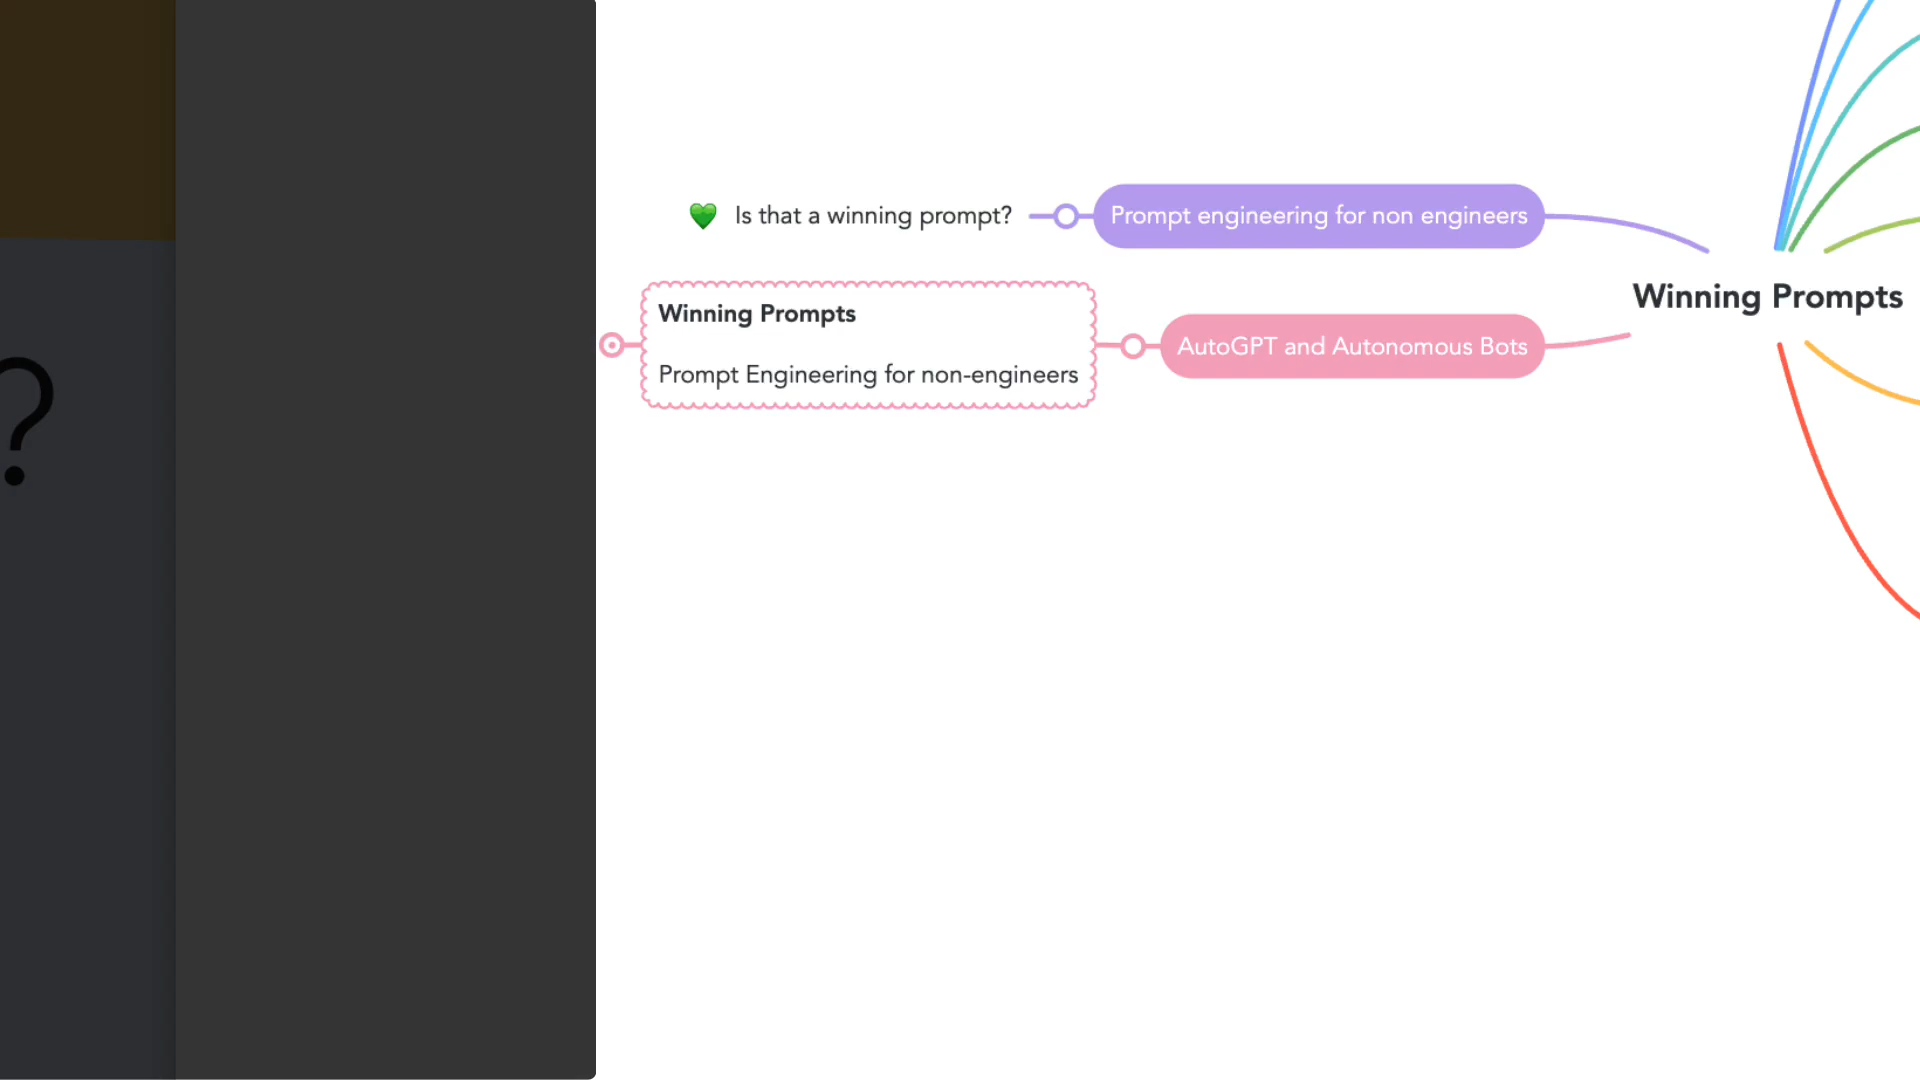 ?
Is that a winning prompt?
Prompt engineering for non engineers
Winning Prompts
Winning Prompts
Prompt Engineering for non-engineers
AutoGPT and Autonomous Bots